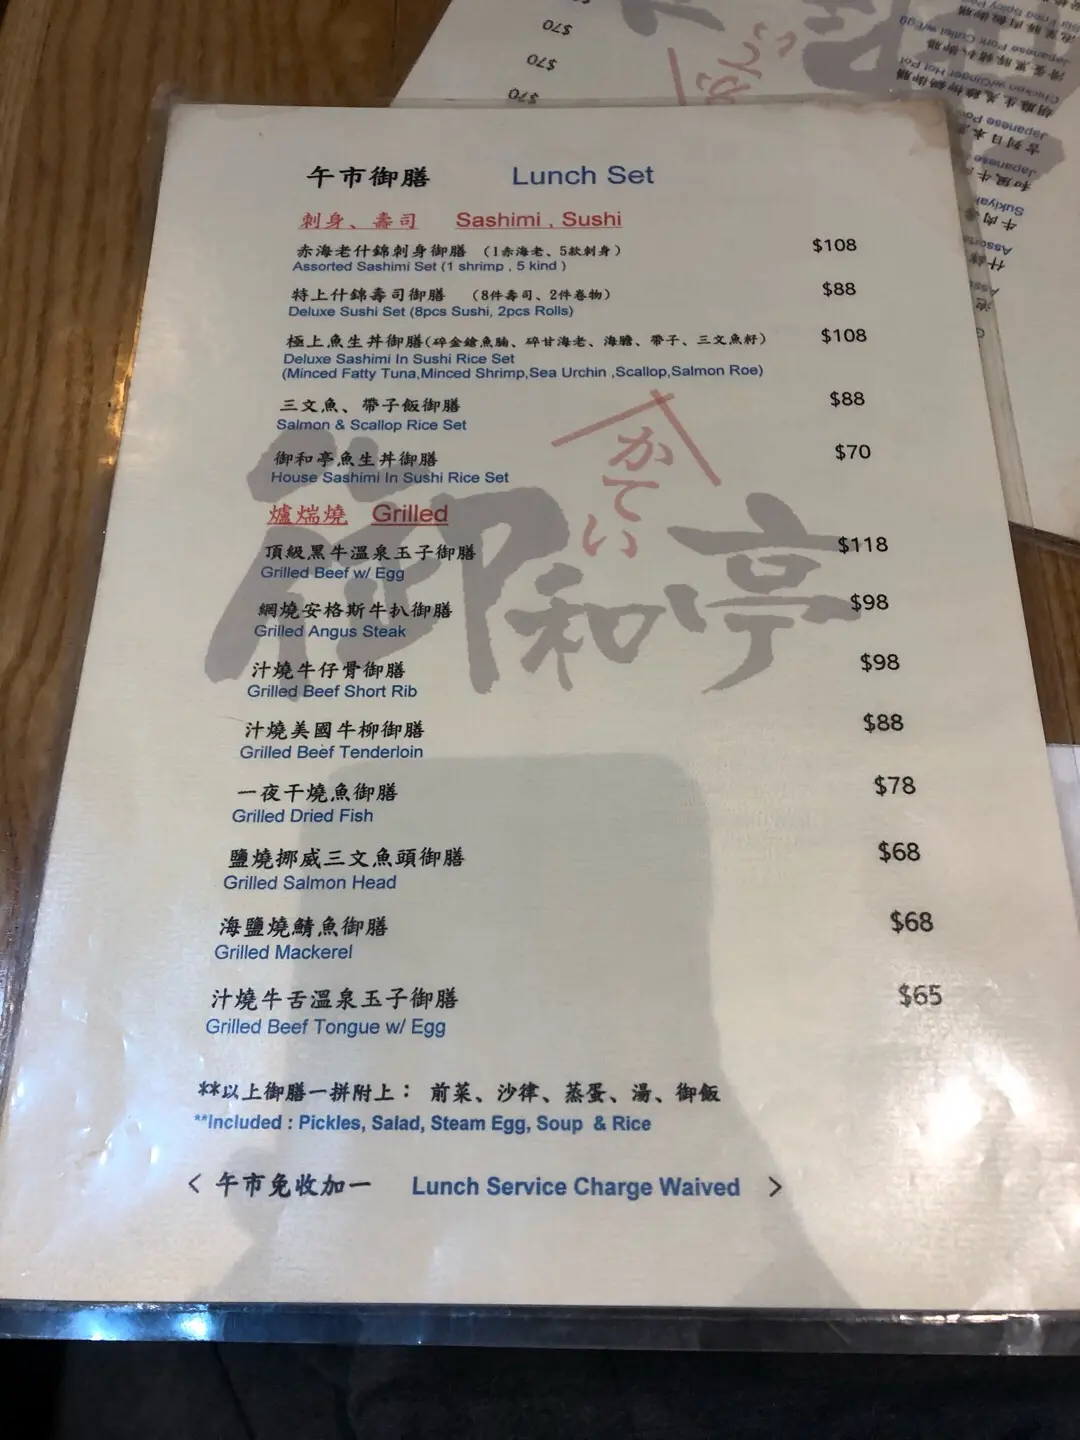 午市御膳 Lunch Set
刺身、壽司 Sashimi , Sushi
赤海老什錦刺身御膳 (1赤海老、5款刺身) $108
Assorted Sashimi Set (1 shrimp , 5 kind )
特上什錦壽司御膳 (8件壽司、2件卷物) $88
Deluxe Sushi Set (8pcs Sushi, 2pcs Rolls)
極上魚生丼御膳(碎金鎗魚腩、碎甘海老、海膽、帶子、三文魚籽) $108
Deluxe Sashimi In Sushi Rice Set
(Minced Fatty Tuna,Minced Shrimp,Sea Urchin ,Scallop,Salmon Roe)
三文魚、帶子飯御膳 $88
Salmon & Scallop Rice Set
御和亭魚生丼御膳 $70
House Sashimi In Sushi Rice Set
爐煓燒 Grilled
頂級黑牛溫泉玉子御膳 $118
Grilled Beef w/ Egg
網燒安格斯牛扒御膳 $98
Grilled Angus Steak
汁燒牛仔骨御膳 $98
Grilled Beef Short Rib
汁燒美國牛柳御膳 $88
Grilled Beef Tenderloin
一夜干燒魚御膳 $78
Grilled Dried Fish
鹽燒挪威三文魚頭御膳 $68
Grilled Salmon Head
海鹽燒鯖魚御膳 $68
Grilled Mackerel
汁燒牛舌溫泉玉子御膳 $65
Grilled Beef Tongue w/ Egg
**以上御膳一拼附上： 前菜、沙律、蒸蛋、湯、御飯
**Included : Pickles, Salad, Steam Egg, Soup & Rice
< 午市免收加一 Lunch Service Charge Waived >
御和亭
かてい
$70
$70
$70
Japanese Pork Cutlet w/Egg
Chicken w/Ginger Hot Pot